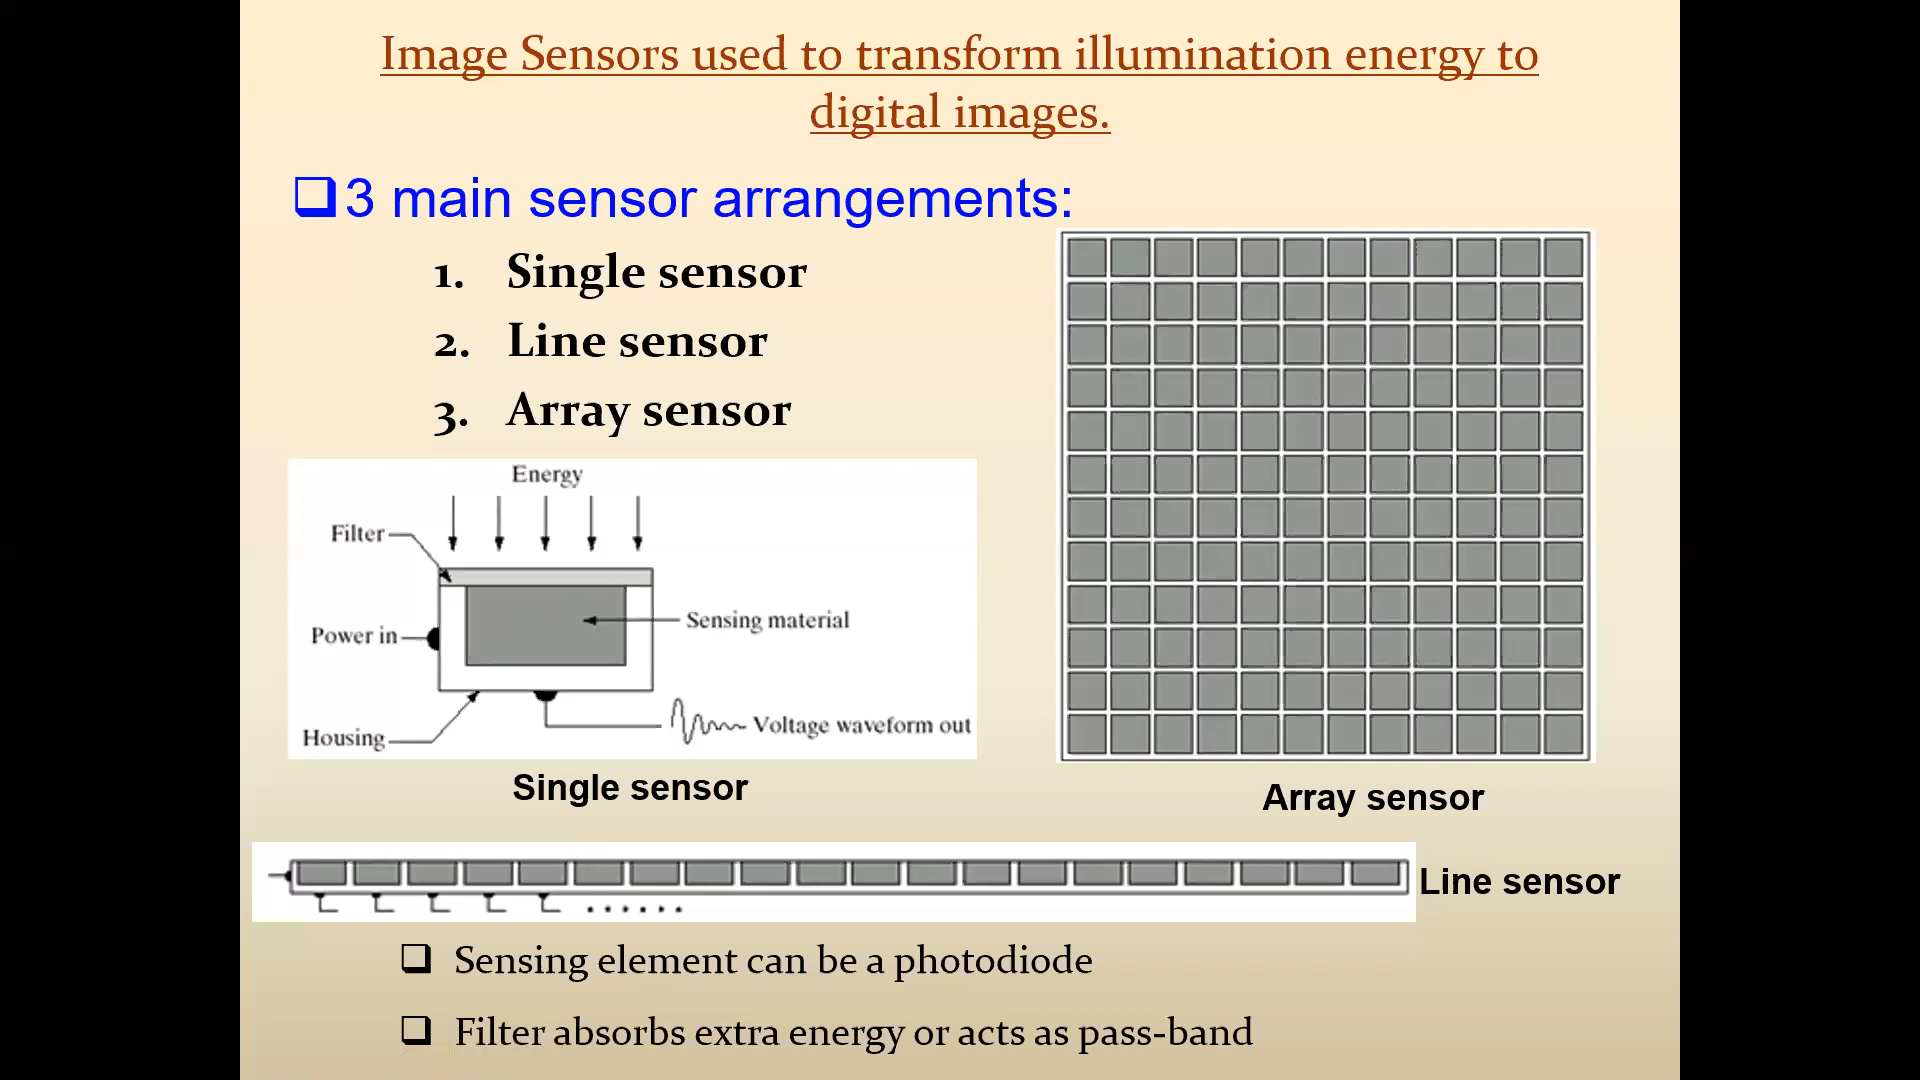 Image Sensors used to transform illumination energy to
digital images.
3 main sensor arrangements:
1. Single sensor
2. Line sensor
3. Array sensor
Energy
Filter
Sensing material
Power in
Housing
Voltage waveform out
Single sensor
Array sensor
Line sensor
Sensing element can be a photodiode
Filter absorbs extra energy or acts as pass-band